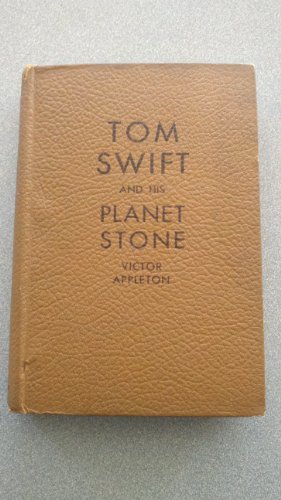 TOM
SWIFT
AND HIS
PLANET
STONE
VICTOR
APPLETON